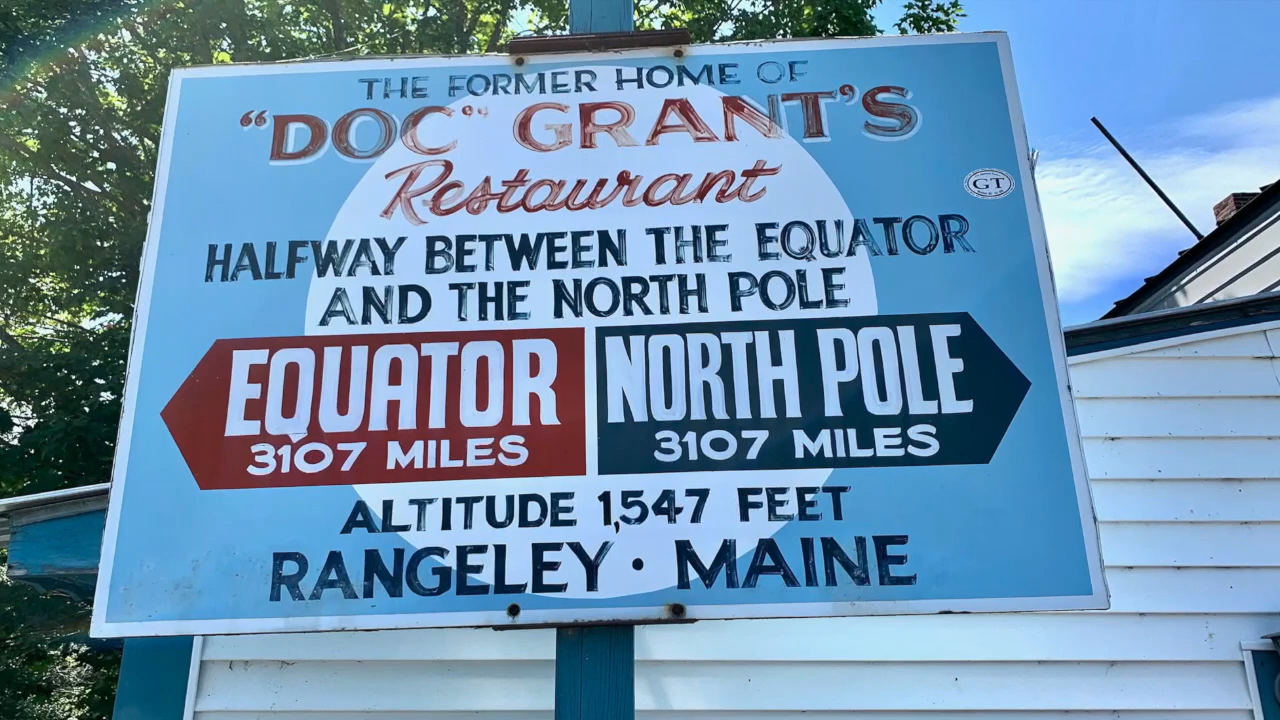 THE FORMER HOME OF
"DOC" GRANT'S
Restaurant
GT
HALFWAY BETWEEN THE EQUATOR
AND THE NORTH POLE
EQUATOR
3107 MILES
NORTH POLE
3107 MILES
ALTITUDE 1,547 FEET
RANGELEY · MAINE